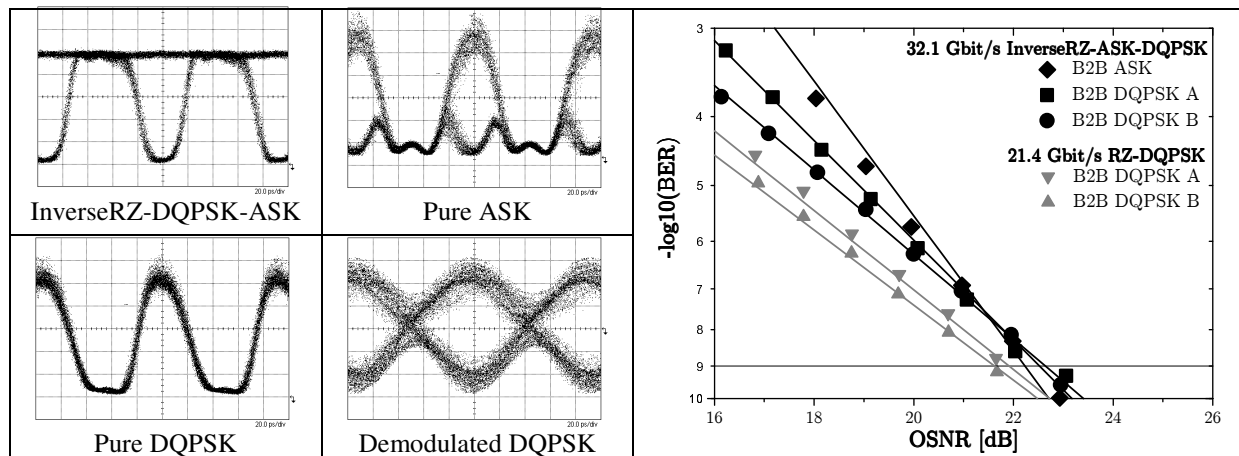 20.0 ps/div
InverseRZ-DQPSK-ASK
20.0 ps/div
Pure ASK
20.0 ps/div
Pure DQPSK
20.0 ps/div
Demodulated DQPSK
3
4
5
6
7
8
9
10
-log10(BER)
32.1 Gbit/s InverseRZ-ASK-DQPSK
B2B ASK
B2B DQPSK A
B2B DQPSK B
21.4 Gbit/s RZ-DQPSK
B2B DQPSK A
B2B DQPSK B
16 18 20 22 24 26
OSNR [dB]